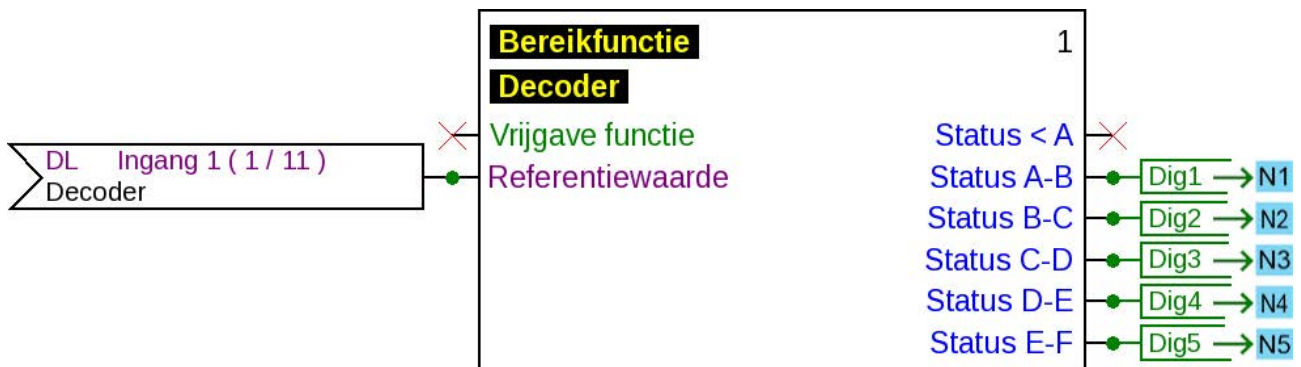 Bereikfunctie 1
Decoder
Vrijgave functie Status < A
DL Ingang 1 ( 1 / 11 )
Decoder
Referentiewaarde Status A-B Dig1 N1
Status B-C Dig2 N2
Status C-D Dig3 N3
Status D-E Dig4 N4
Status E-F Dig5 N5